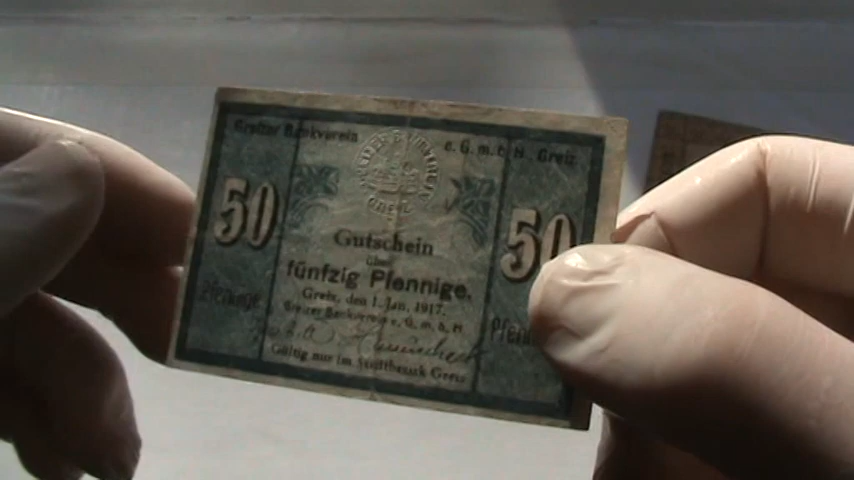 Greizer Bankverein e. G. m. b. H. Greiz
50
50
Gutschein
über
fünfzig Pfennige.
Greiz, den 1. Jan. 1917.
Greizer Bankverein e. G. m. b. H.
Pfennige
Gültig nur im Stadtbezirk Greiz